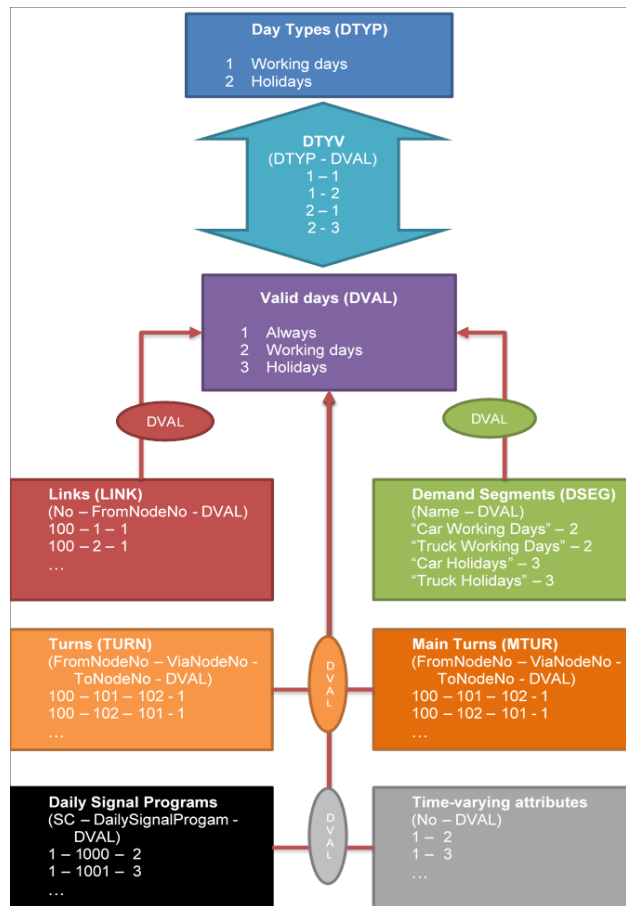 Day Types (DTYP)
1 Working days
2 Holidays
DTYV
(DTYP - DVAL)
1 – 1
1 - 2
2 – 1
2 - 3
Valid days (DVAL)
1 Always
2 Working days
3 Holidays
DVAL
DVAL
Links (LINK)
(No – FromNodeNo - DVAL)
100 – 1 – 1
100 – 2 – 1
…
Demand Segments (DSEG)
(Name – DVAL)
“Car Working Days” – 2
“Truck Working Days” – 2
“Car Holidays” – 3
“Truck Holidays” – 3
Turns (TURN)
(FromNodeNo – ViaNodeNo -
ToNodeNo - DVAL)
100 – 101 – 102 - 1
100 – 102 – 101 - 1
…
DVAL
Main Turns (MTUR)
(FromNodeNo – ViaNodeNo -
ToNodeNo - DVAL)
100 – 101 – 102 - 1
100 – 102 – 101 - 1
…
Daily Signal Programs
(SC – DailySignalProgam -
DVAL)
1 – 1000 – 2
1 – 1001 – 3
…
DVAL
Time-varying attributes
(No – DVAL)
1 – 2
1 – 3
…